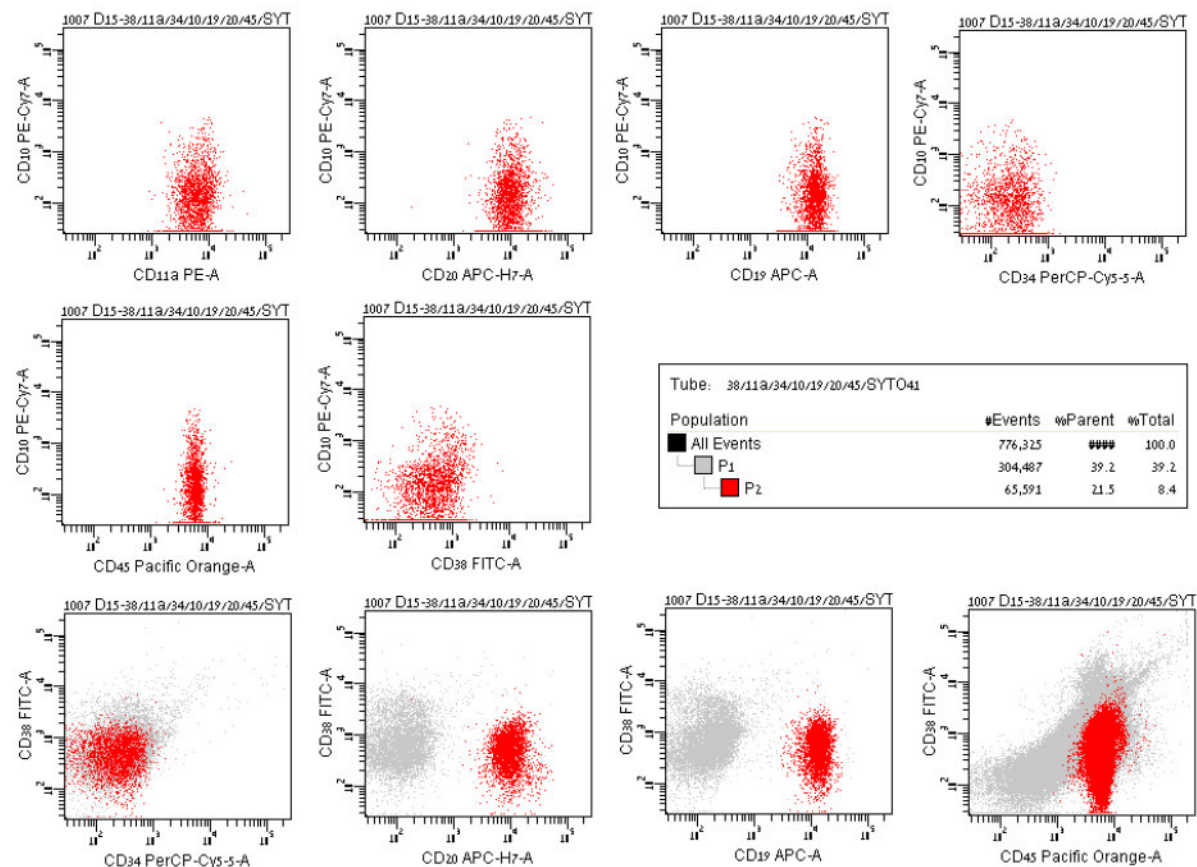 1007 D15-38/11a/34/10/19/20/45/SYT
1007 D15-38/11a/34/10/19/20/45/SYT
1007 D15-38/11a/34/10/19/20/45/SYT
1007 D15-38/11a/34/10/19/20/45/SYT
CD10 PE-Cy7-A
CD10 PE-Cy7-A
CD10 PE-Cy7-A
CD10 PE-Cy7-A
CD11a PE-A
CD20 APC-H7-A
CD19 APC-A
CD34 PerCP-Cy5-5-A
1007 D15-38/11a/34/10/19/20/45/SYT
1007 D15-38/11a/34/10/19/20/45/SYT
CD10 PE-Cy7-A
CD10 PE-Cy7-A
CD45 Pacific Orange-A
CD38 FITC-A
Tube: 38/11a/34/10/19/20/45/SYTO41
Population #Events %Parent %Total
All Events 776,325 #### 100.0
P1 304,487 39.2 39.2
P2 65,591 21.5 8.4
1007 D15-38/11a/34/10/19/20/45/SYT
1007 D15-38/11a/34/10/19/20/45/SYT
1007 D15-38/11a/34/10/19/20/45/SYT
1007 D15-38/11a/34/10/19/20/45/SYT
CD38 FITC-A
CD38 FITC-A
CD38 FITC-A
CD38 FITC-A
CD34 PerCP-Cy5-5-A
CD20 APC-H7-A
CD19 APC-A
CD45 Pacific Orange-A